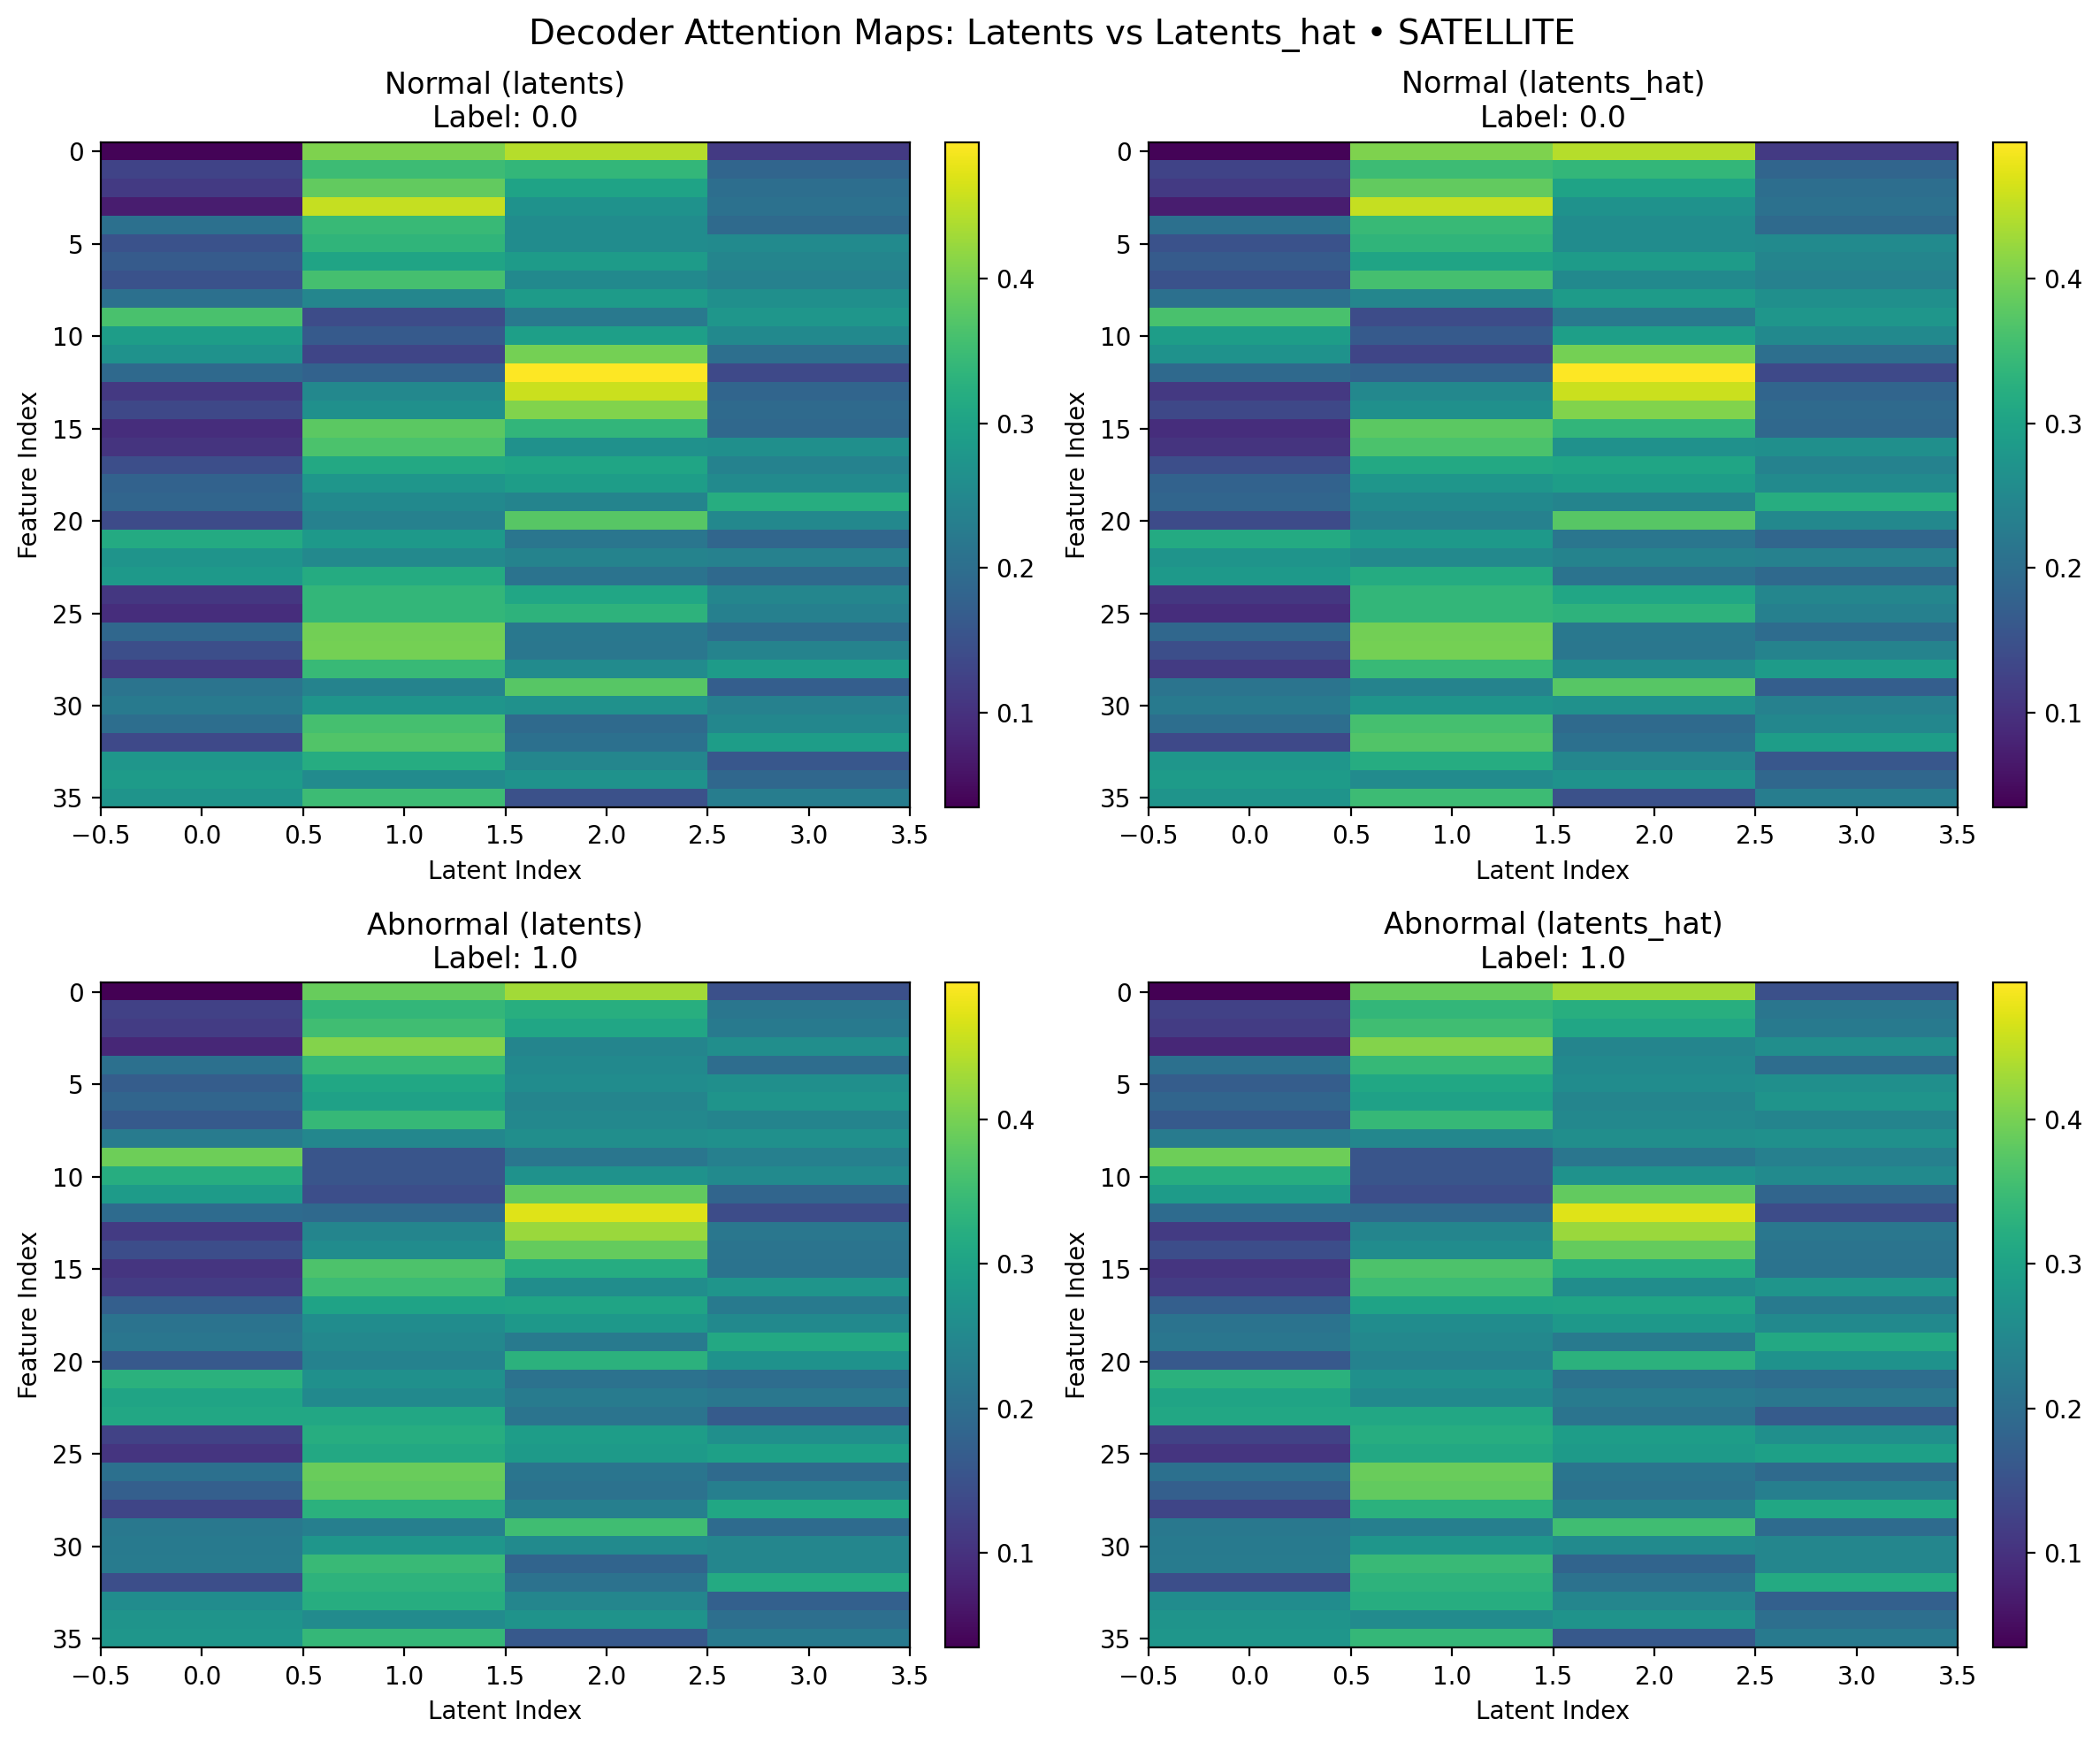 Decoder Attention Maps: Latents vs Latents_hat • SATELLITE
Normal (latents)
Label: 0.0
Feature Index
0
5
10
15
20
25
30
35
−0.5 0.0 0.5 1.0 1.5 2.0 2.5 3.0 3.5
Latent Index
0.4
0.3
0.2
0.1
Normal (latents_hat)
Label: 0.0
Feature Index
0
5
10
15
20
25
30
35
−0.5 0.0 0.5 1.0 1.5 2.0 2.5 3.0 3.5
Latent Index
0.4
0.3
0.2
0.1
Abnormal (latents)
Label: 1.0
Feature Index
0
5
10
15
20
25
30
35
−0.5 0.0 0.5 1.0 1.5 2.0 2.5 3.0 3.5
Latent Index
0.4
0.3
0.2
0.1
Abnormal (latents_hat)
Label: 1.0
Feature Index
0
5
10
15
20
25
30
35
−0.5 0.0 0.5 1.0 1.5 2.0 2.5 3.0 3.5
Latent Index
0.4
0.3
0.2
0.1